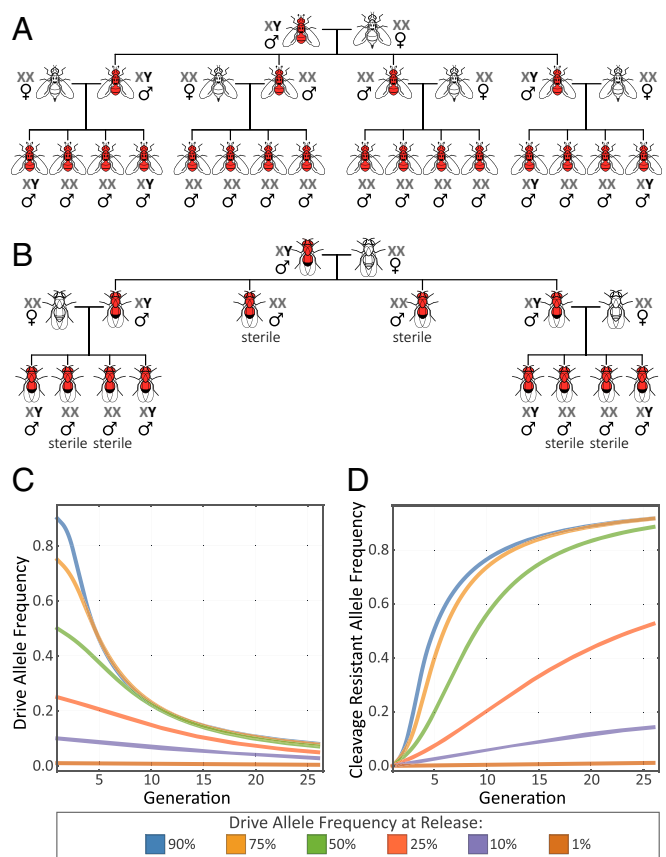 A
XY ♂ XX ♀
XX ♀ XY ♂ XX ♀ XX ♂ XX ♂ XX ♀ XY ♂ XX ♀
XY XX XX XY XX XX XX XX XX XX XX XX XY XX XX XY
♂ ♂ ♂ ♂ ♂ ♂ ♂ ♂ ♂ ♂ ♂ ♂ ♂ ♂ ♂ ♂
B
XY ♂ XX ♀
XX ♀ XY ♂ XX ♂ XX ♂ XY ♂ XX ♀
sterile sterile
XY XX XX XY XY XX XX XY
♂ ♂ ♂ ♂ ♂ ♂ ♂ ♂
sterile sterile sterile sterile
C
Drive Allele Frequency
0.8
0.6
0.4
0.2
0.0
5 10 15 20 25
Generation
D
Cleavage Resistant Allele Frequency
0.8
0.6
0.4
0.2
0.0
5 10 15 20 25
Generation
Drive Allele Frequency at Release:
90% 75% 50% 25% 10% 1%